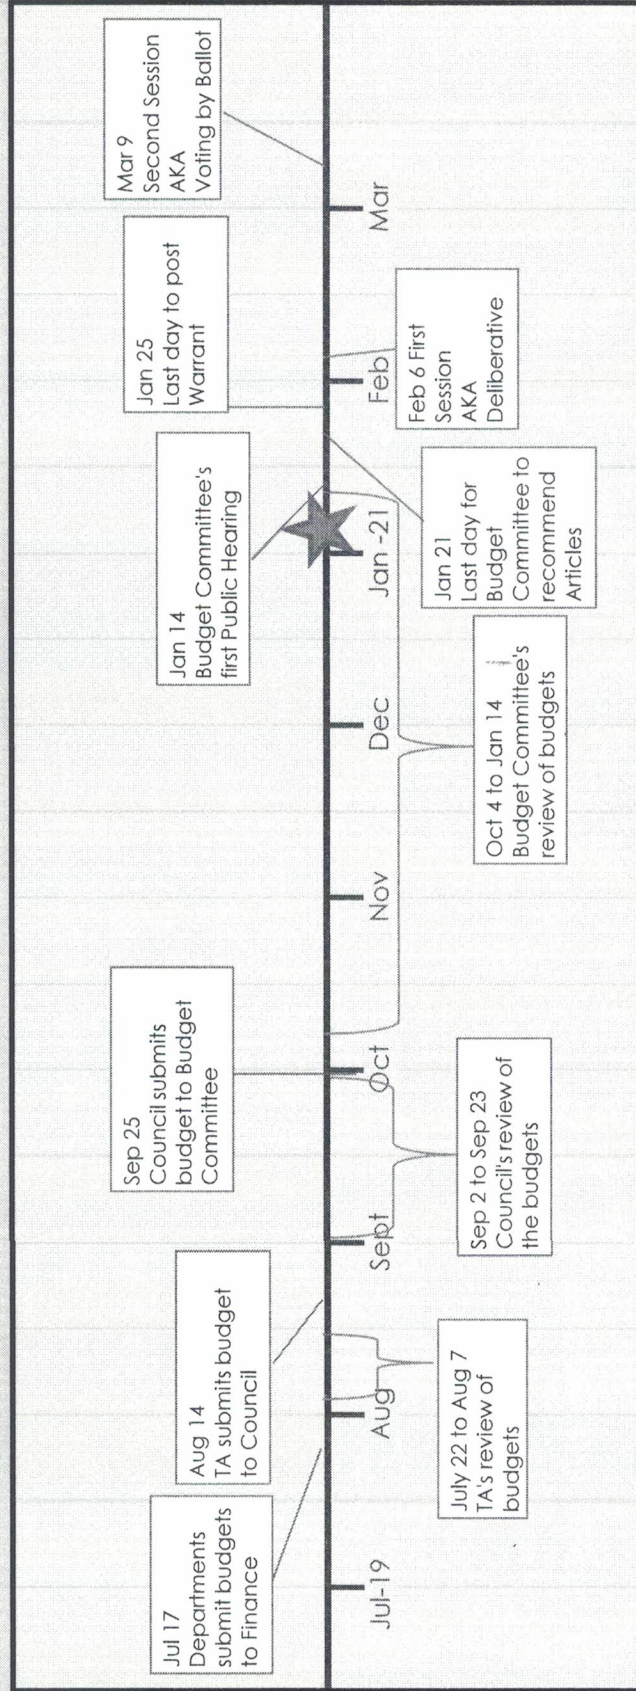 Jul 17
Departments
submit budgets
to Finance
Aug 14
TA submits budget
to Council
Sep 25
Council submits
budget to Budget
Committee
Jan 14
Budget Committee's
first Public Hearing
Jan 25
Last day to post
Warrant
Mar 9
Second Session
AKA
Voting by Ballot
Jul-19
Aug
Sept
Oct
Nov
Dec
Jan -21
Feb
Mar
July 22 to Aug 7
TA's review of
budgets
Sep 2 to Sep 23
Council's review of
the budgets
Oct 4 to Jan 14
Budget Committee's
review of budgets
Jan 21
Last day for
Budget
Committee to
recommend
Articles
Feb 6 First
Session
AKA
Deliberative